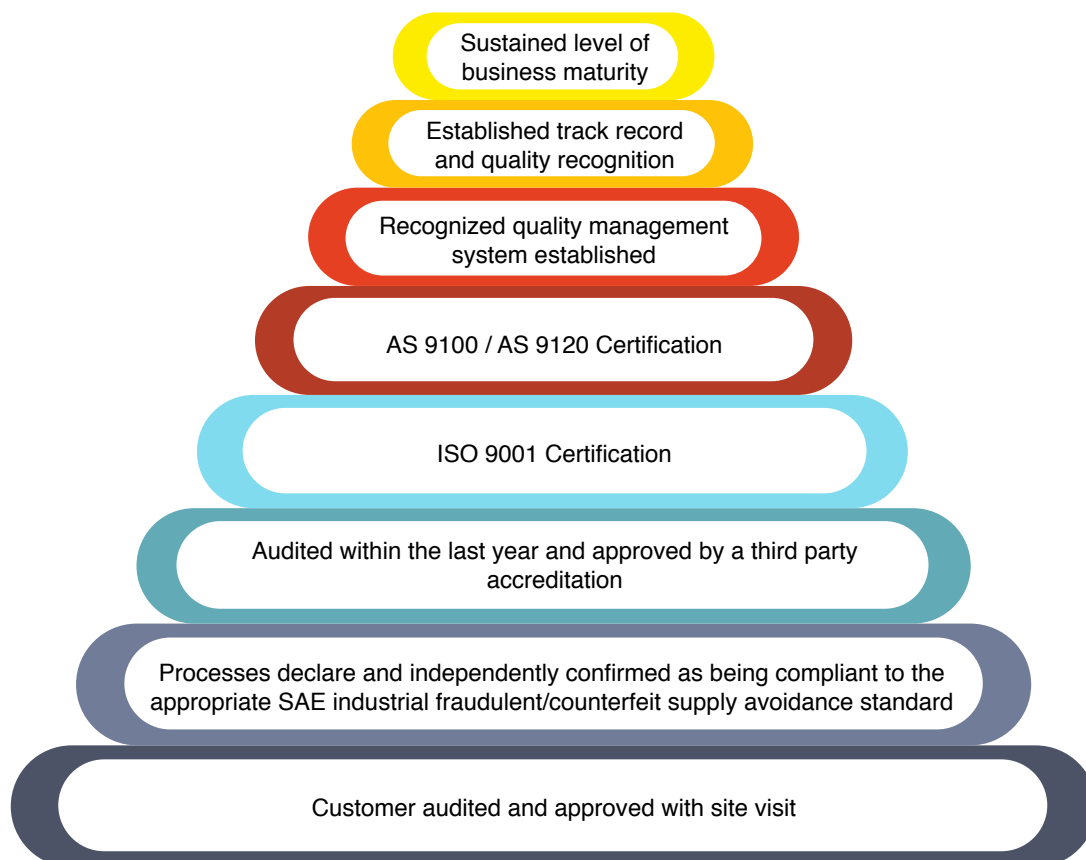 Sustained level of
business maturity
Established track record
and quality recognition
Recognized quality management
system established
AS 9100 / AS 9120 Certification
ISO 9001 Certification
Audited within the last year and approved by a third party
accreditation
Processes declare and independently confirmed as being compliant to the
appropriate SAE industrial fraudulent/counterfeit supply avoidance standard
Customer audited and approved with site visit